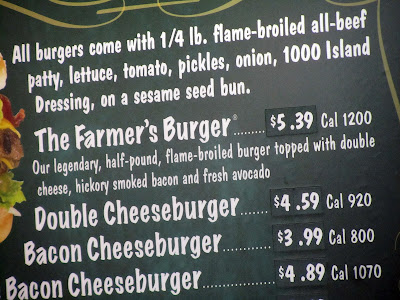 All burgers come with 1/4 lb. flame-broiled all-beef
patty, lettuce, tomato, pickles, onion, 1000 Island
Dressing, on a sesame seed bun.
The Farmer's Burger® ........ $5.39 Cal 1200
Our legendary, half-pound, flame-broiled burger topped with double
cheese, hickory smoked bacon and fresh avocado
Double Cheeseburger....... $4.59 Cal 920
Bacon Cheeseburger............ $3.99 Cal 800
Bacon Cheeseburger................ $4.89 Cal 1070